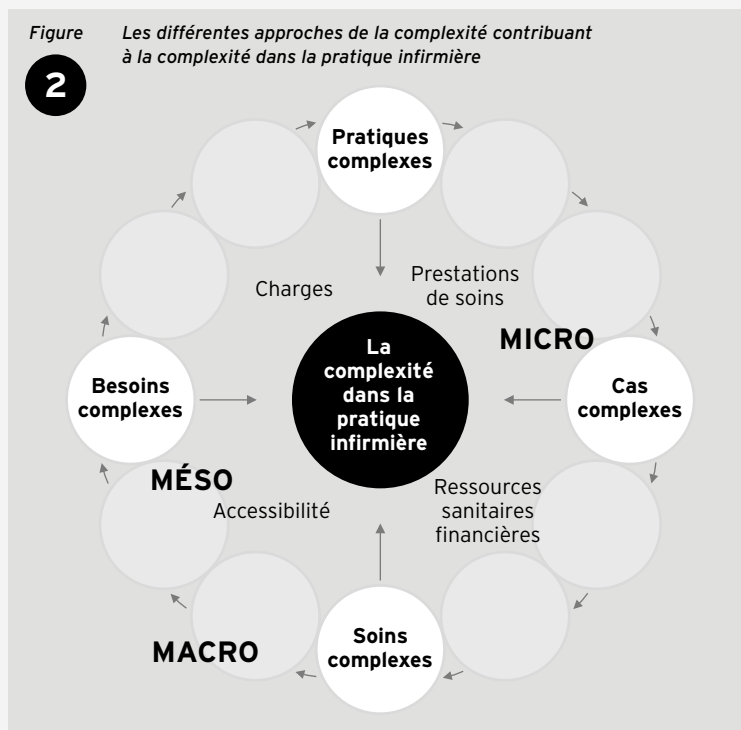 Figure
Les différentes approches de la complexité contribuant
à la complexité dans la pratique infirmière
2
Pratiques
complexes
Charges
Prestations
de soins
MICRO
La
complexité
dans la
pratique
infirmière
Besoins
complexes
Cas
complexes
MÉSO
Accessibilité
Ressources
sanitaires
financières
MACRO
Soins
complexes